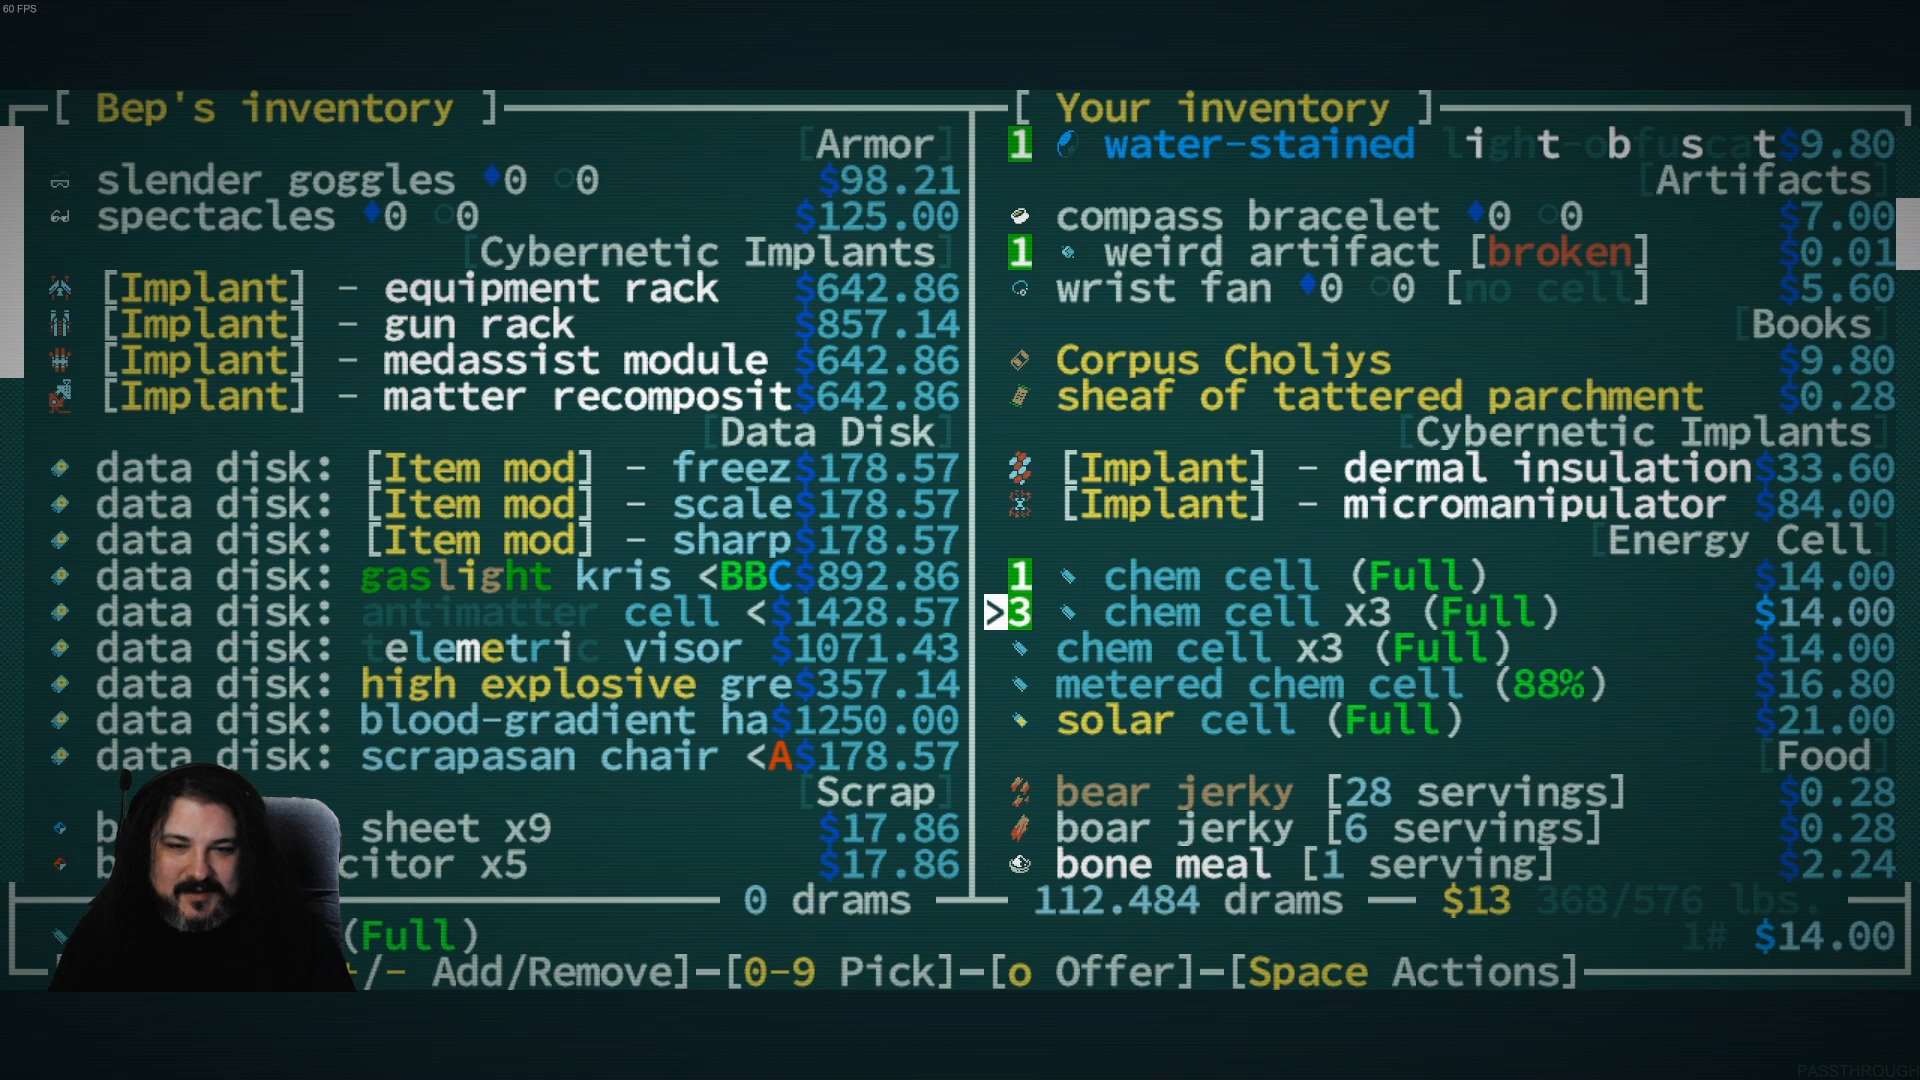 60 FPS
[ Bep's inventory ]
[Armor]
slender goggles ♦0 ○0 $98.21
spectacles ♦0 ○0 $125.00
[Cybernetic Implants]
[Implant] - equipment rack $642.86
[Implant] - gun rack $857.14
[Implant] - medassist module $642.86
[Implant] - matter recomposit $642.86
[Data Disk]
data disk: [Item mod] - freez $178.57
data disk: [Item mod] - scale $178.57
data disk: [Item mod] - sharp $178.57
data disk: gaslight kris <BBC $892.86
data disk: antimatter cell < $1428.57
data disk: telemetric visor $1071.43
data disk: high explosive gre $357.14
data disk: blood-gradient ha $1250.00
data disk: scrapasan chair <A $178.57
[Scrap]
sheet x9 $17.86
citor x5 $17.86
0 drams
[ Your inventory ]
1 water-stained light-obfuscat $9.80
[Artifacts]
compass bracelet ♦0 ○0 $7.00
1 weird artifact [broken] $0.01
wrist fan ♦0 ○0 [no cell] $5.60
[Books]
Corpus Choliys $9.80
sheaf of tattered parchment $0.28
[Cybernetic Implants]
[Implant] - dermal insulation $33.60
[Implant] - micromanipulator $84.00
[Energy Cell]
1 chem cell (Full) $14.00
>3 chem cell x3 (Full) $14.00
chem cell x3 (Full) $14.00
metered chem cell (88%) $16.80
solar cell (Full) $21.00
[Food]
bear jerky [28 servings] $0.28
boar jerky [6 servings] $0.28
bone meal [1 serving] $2.24
112.484 drams — $13 368/576 lbs.
(Full) 1# $14.00
+/- Add/Remove]-[0-9 Pick]-[o Offer]-[Space Actions]
PASSTHROUGH